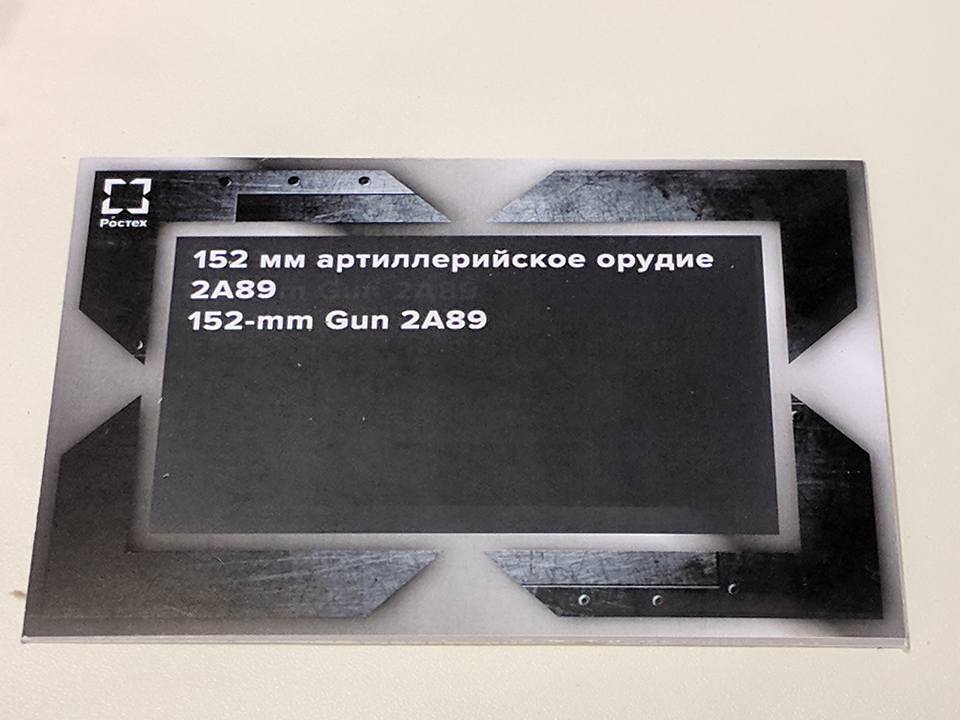 Ростех
152 мм артиллерийское орудие
2А89
152-mm Gun 2A89